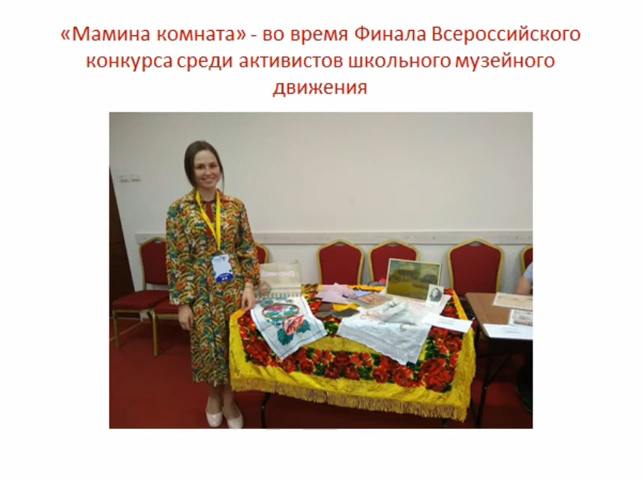 «Мамина комната» - во время Финала Всероссийского
конкурса среди активистов школьного музейного
движения